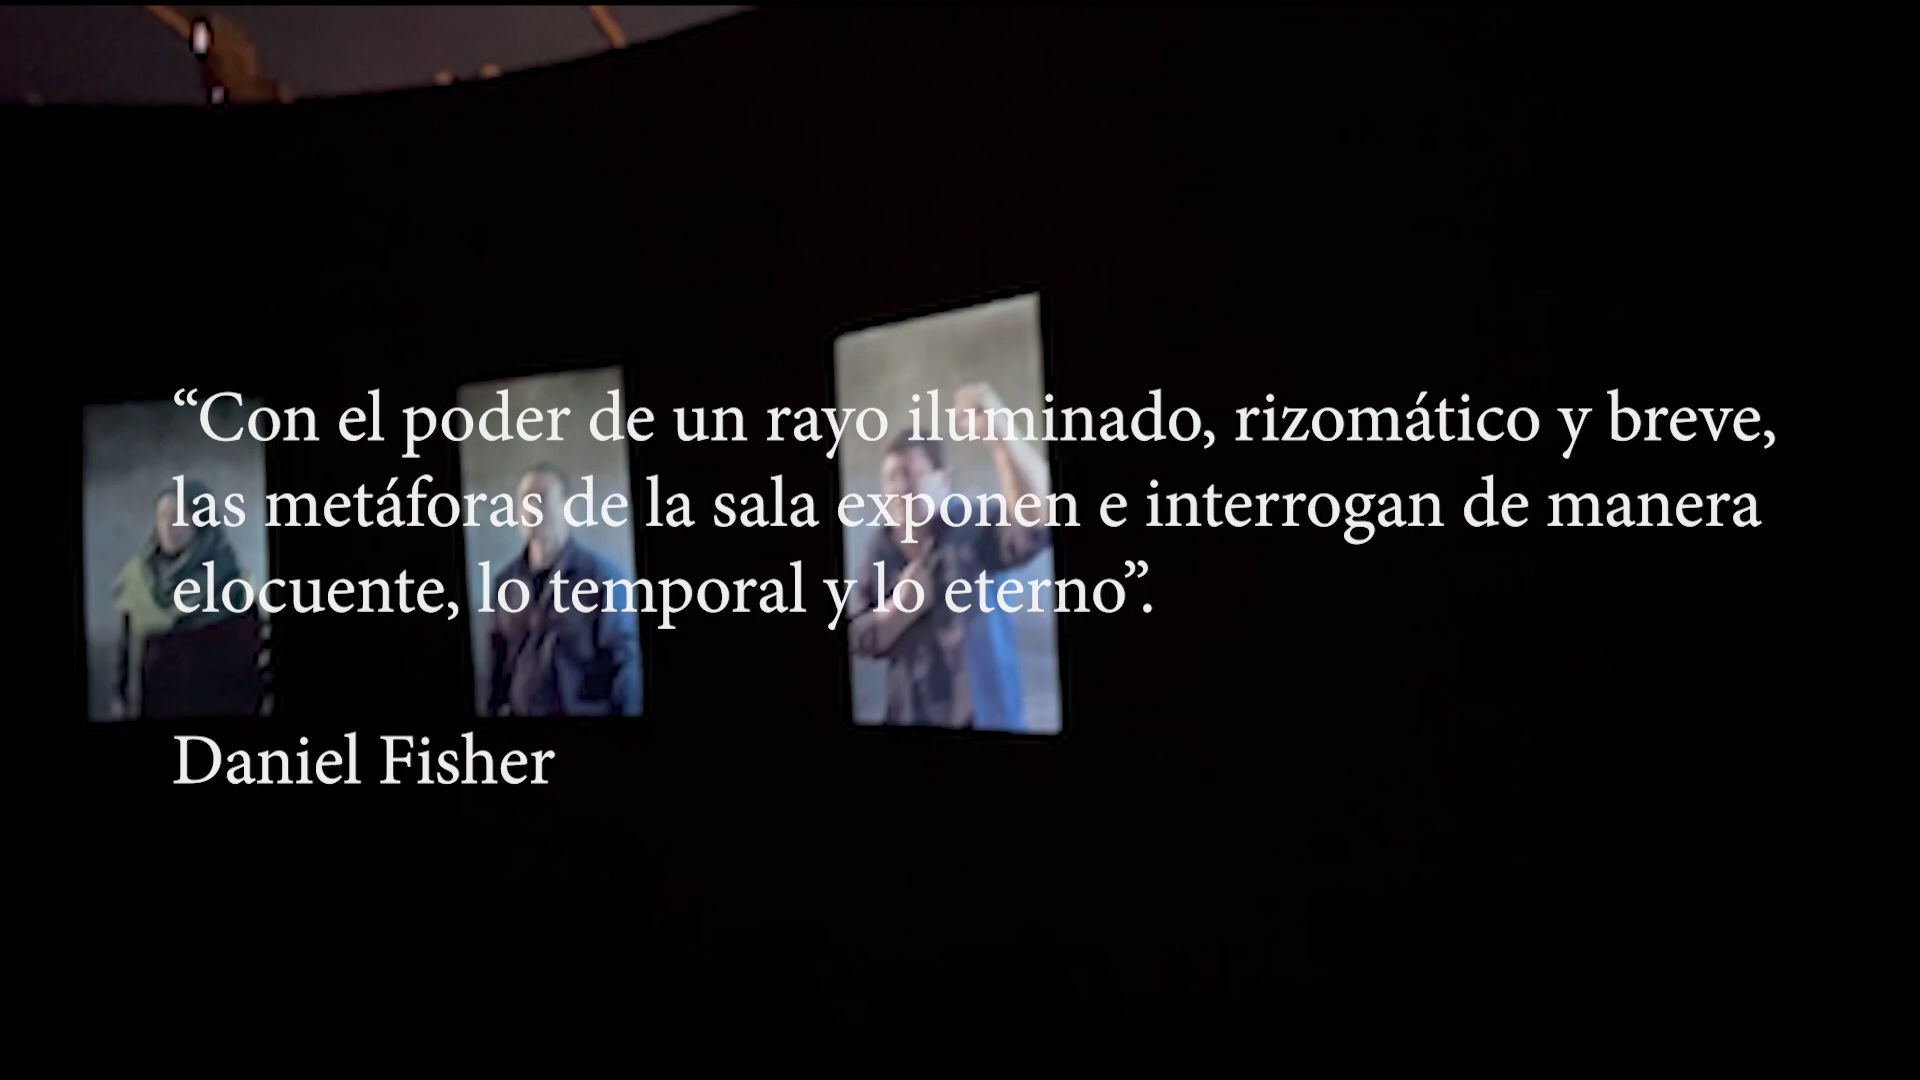 “Con el poder de un rayo iluminado, rizomático y breve,
las metáforas de la sala exponen e interrogan de manera
elocuente, lo temporal y lo eterno”.
Daniel Fisher